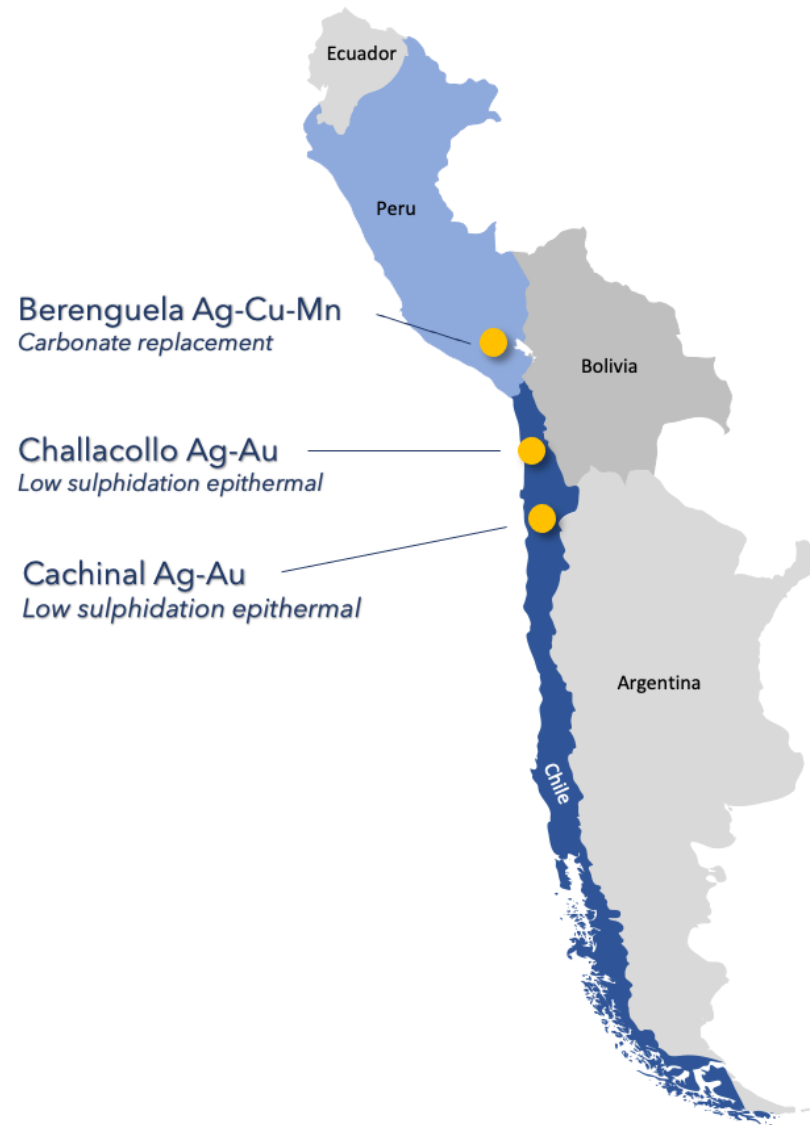 Ecuador
Peru
Berenguela Ag-Cu-Mn
Carbonate replacement
Bolivia
Challacollo Ag-Au
Low sulphidation epithermal
Cachinal Ag-Au
Low sulphidation epithermal
Argentina
Chile